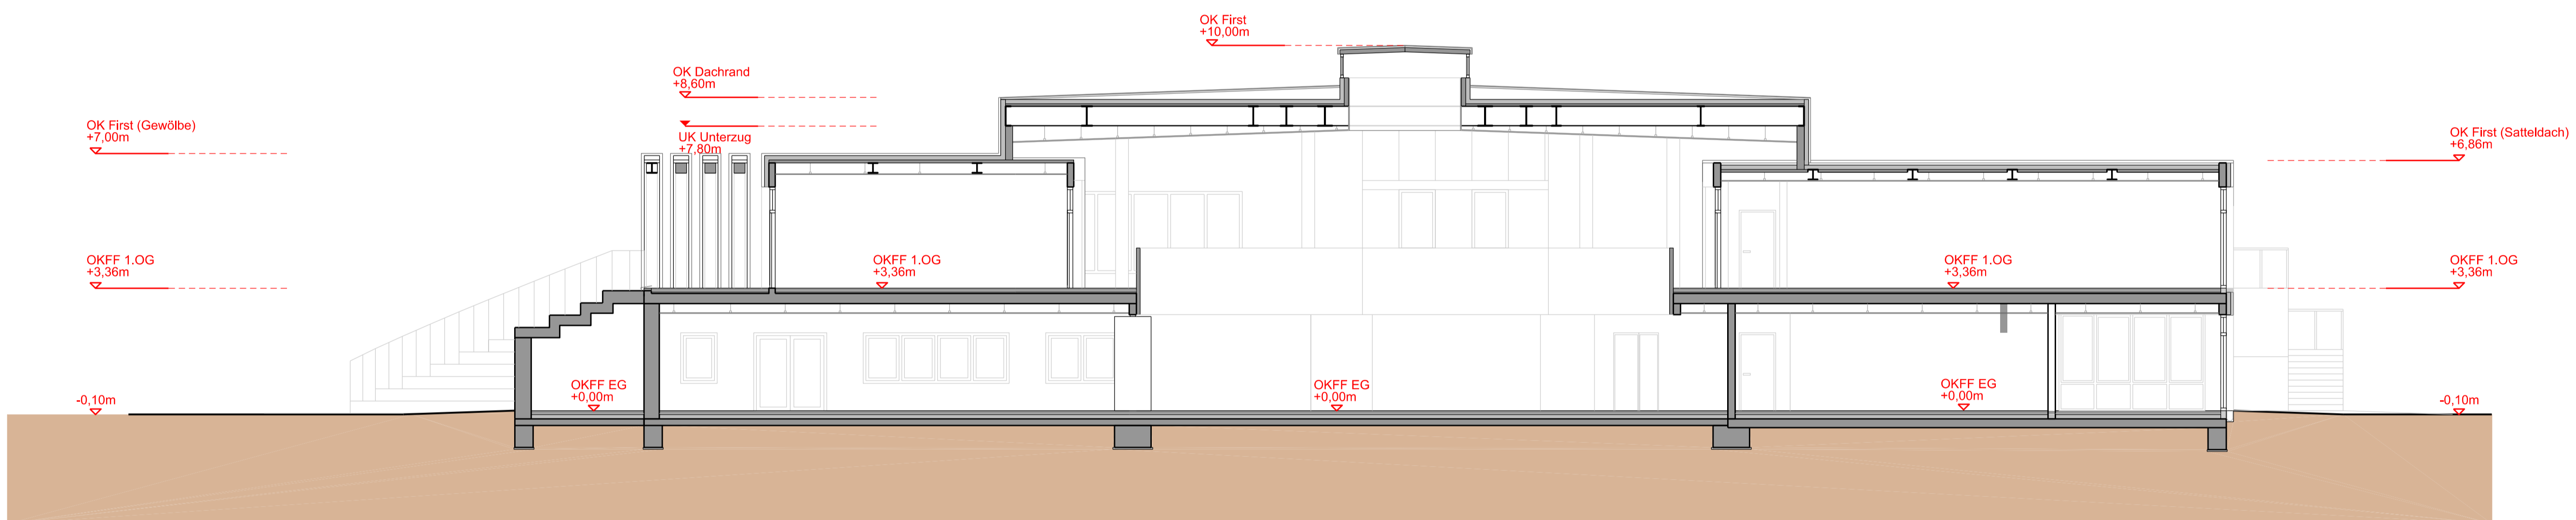 OK First
+10,00m
OK Dachrand
+8,60m
OK First (Gewölbe)
+7,00m
UK Unterzug
+7,80m
OK First (Satteldach)
+6,86m
OKFF 1.OG
+3,36m
OKFF 1.OG
+3,36m
OKFF 1.OG
+3,36m
OKFF 1.OG
+3,36m
OKFF EG
+0,00m
OKFF EG
+0,00m
OKFF EG
+0,00m
-0,10m
-0,10m